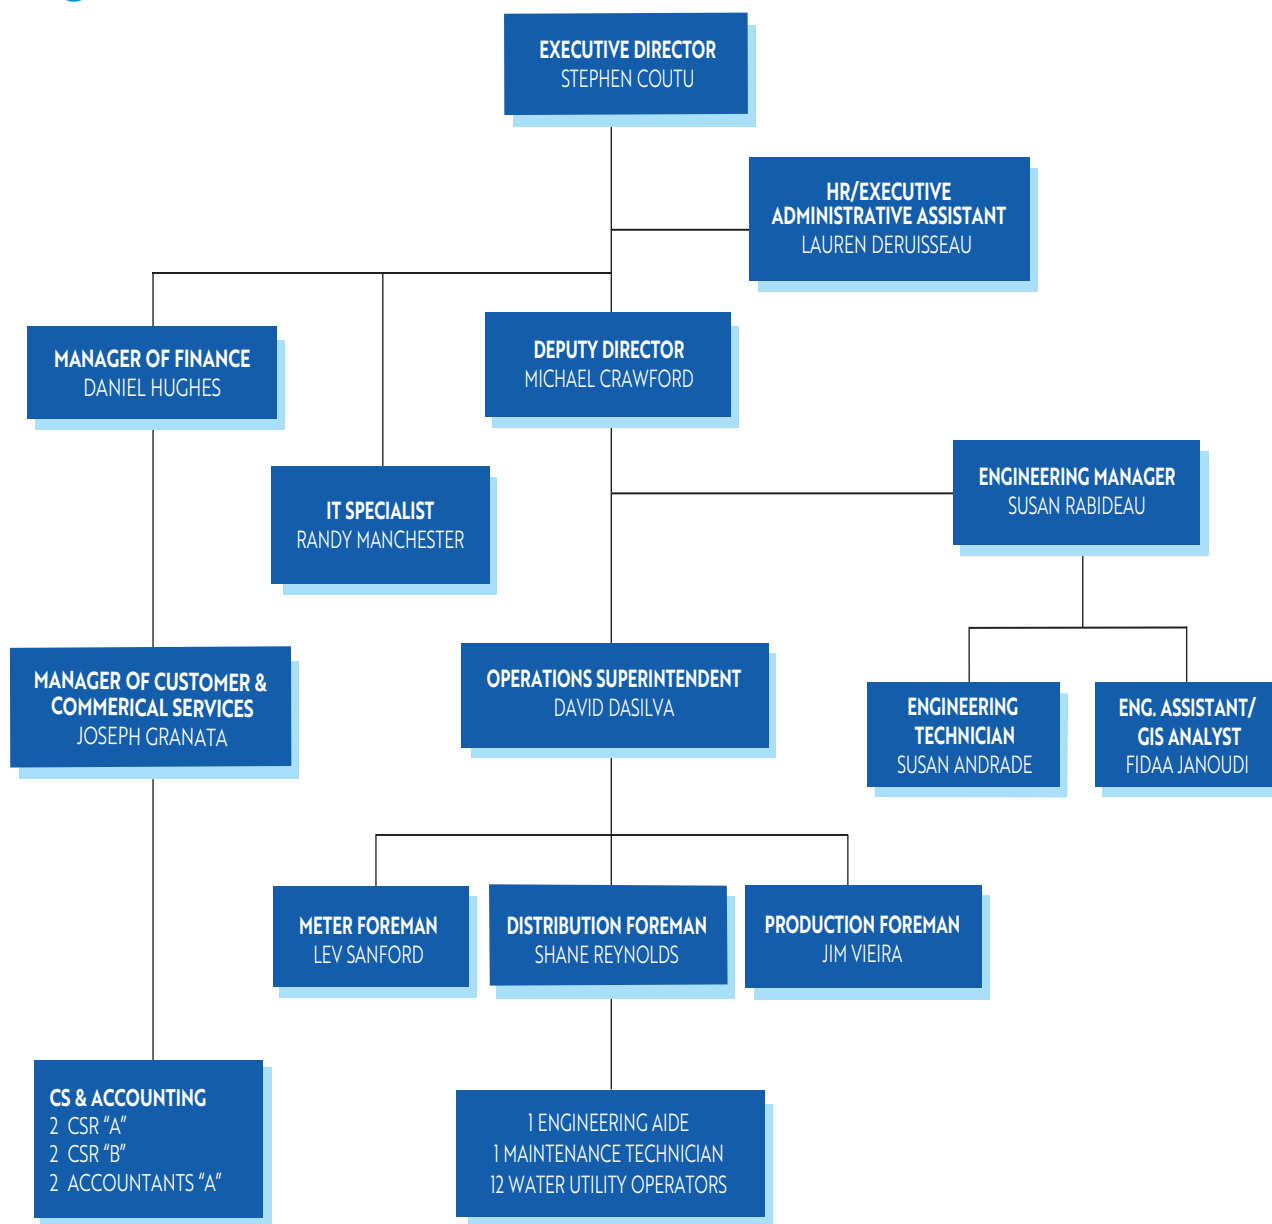 EXECUTIVE DIRECTOR
STEPHEN COUTU
HR/EXECUTIVE
ADMINISTRATIVE ASSISTANT
LAUREN DERUISSEAU
MANAGER OF FINANCE
DANIEL HUGHES
DEPUTY DIRECTOR
MICHAEL CRAWFORD
IT SPECIALIST
RANDY MANCHESTER
ENGINEERING MANAGER
SUSAN RABIDEAU
MANAGER OF CUSTOMER &
COMMERICAL SERVICES
JOSEPH GRANATA
OPERATIONS SUPERINTENDENT
DAVID DASILVA
ENGINEERING
TECHNICIAN
SUSAN ANDRADE
ENG. ASSISTANT/
GIS ANALYST
FIDAA JANOUDI
METER FOREMAN
LEV SANFORD
DISTRIBUTION FOREMAN
SHANE REYNOLDS
PRODUCTION FOREMAN
JIM VIEIRA
CS & ACCOUNTING
2 CSR “A”
2 CSR “B”
2 ACCOUNTANTS “A”
1 ENGINEERING AIDE
1 MAINTENANCE TECHNICIAN
12 WATER UTILITY OPERATORS